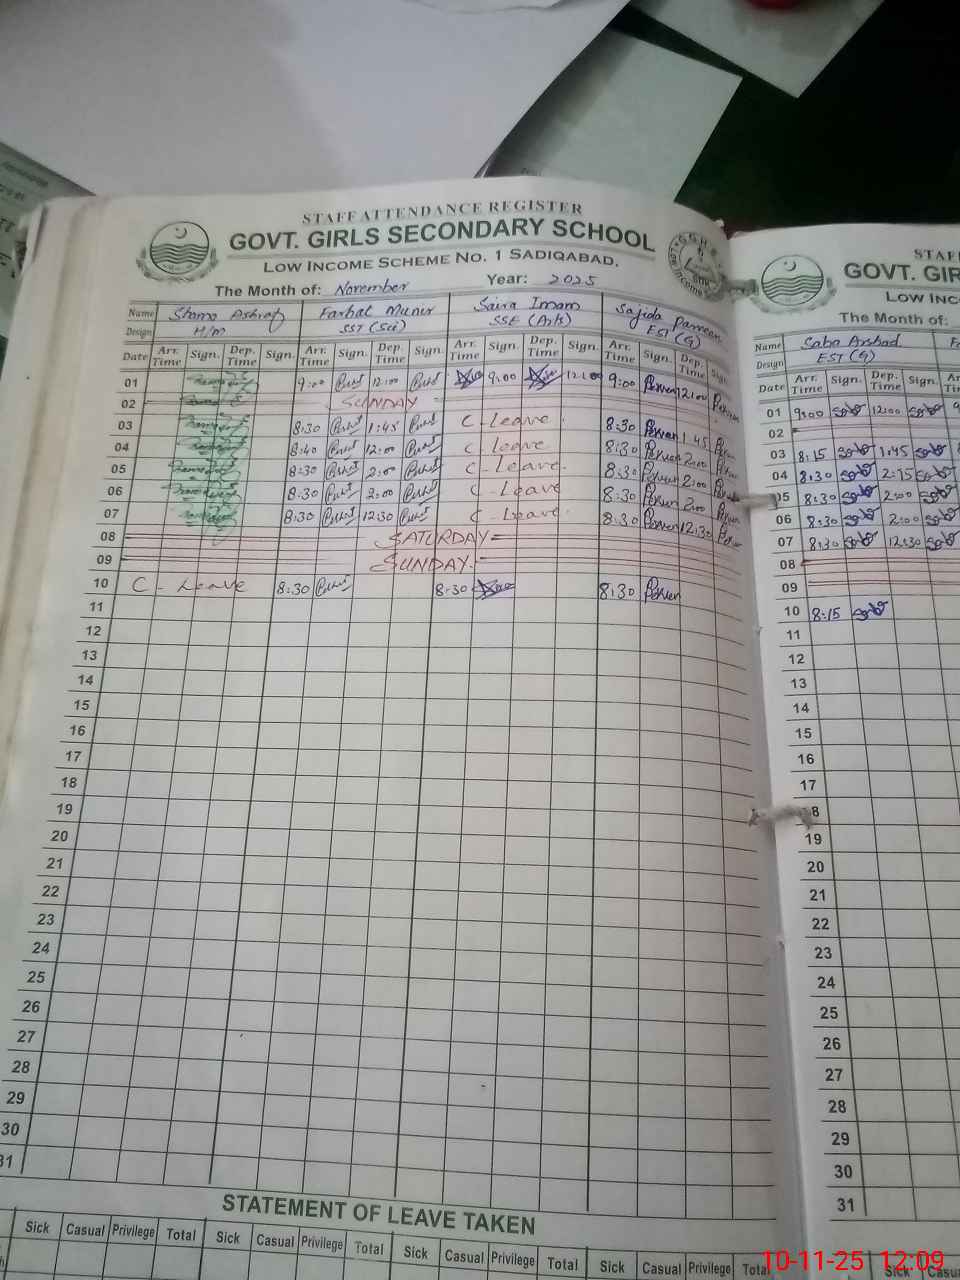 STAFF ATTENDANCE REGISTER
GOVT. GIRLS SECONDARY SCHOOL
LOW INCOME SCHEME NO. 1 SADIQABAD.
The Month of: November Year: 2025
Name Shama Ashraf Farhat Munir Saira Imam Sajida Parveen
Design: H/m SST (Sci) SSE (Arts) EST (G)
Date Arr. Time Sign. Dep. Time Sign. Arr. Time Sign. Dep. Time Sign. Arr. Time Sign. Dep. Time Sign. Arr. Time Sign. Dep. Time
01 9:00 12:00 9:00 12:00 9:00 12:00
02 SUNDAY
03 8:30 1:45 C-Leave 8:30 1:45
04 8:40 12:00 C-Leave 8:30 2:00
05 8:30 2:00 C-Leave 8:30 2:00
06 8:30 2:00 C-Leave 8:30 2:00
07 8:30 12:30 C-Leave 8:30 12:30
08 SATURDAY
09 SUNDAY
10 C-Leave 8:30 8:30 8:30
11
12
13
14
15
16
17
18
19
20
21
22
23
24
25
26
27
28
29
30
31
STATEMENT OF LEAVE TAKEN
Sick Casual Privilege Total Sick Casual Privilege Total Sick Casual Privilege Total Sick Casual Privilege Total
STAF
GOVT. GIR
LOW INC
The Month of:
Name Saba Arshad
Design EST (G)
Date Arr. Time Sign. Dep. Time Sign. Arr. Time
01 9:00 12:00
02
03 8:15 1:45
04 8:30 2:15
05 8:30 2:00
06 8:30 2:00
07 8:30 12:30
08
09
10 8:15
11
12
13
14
15
16
17
18
19
20
21
22
23
24
25
26
27
28
29
30
31
Sick Casu
10-11-25 12:09